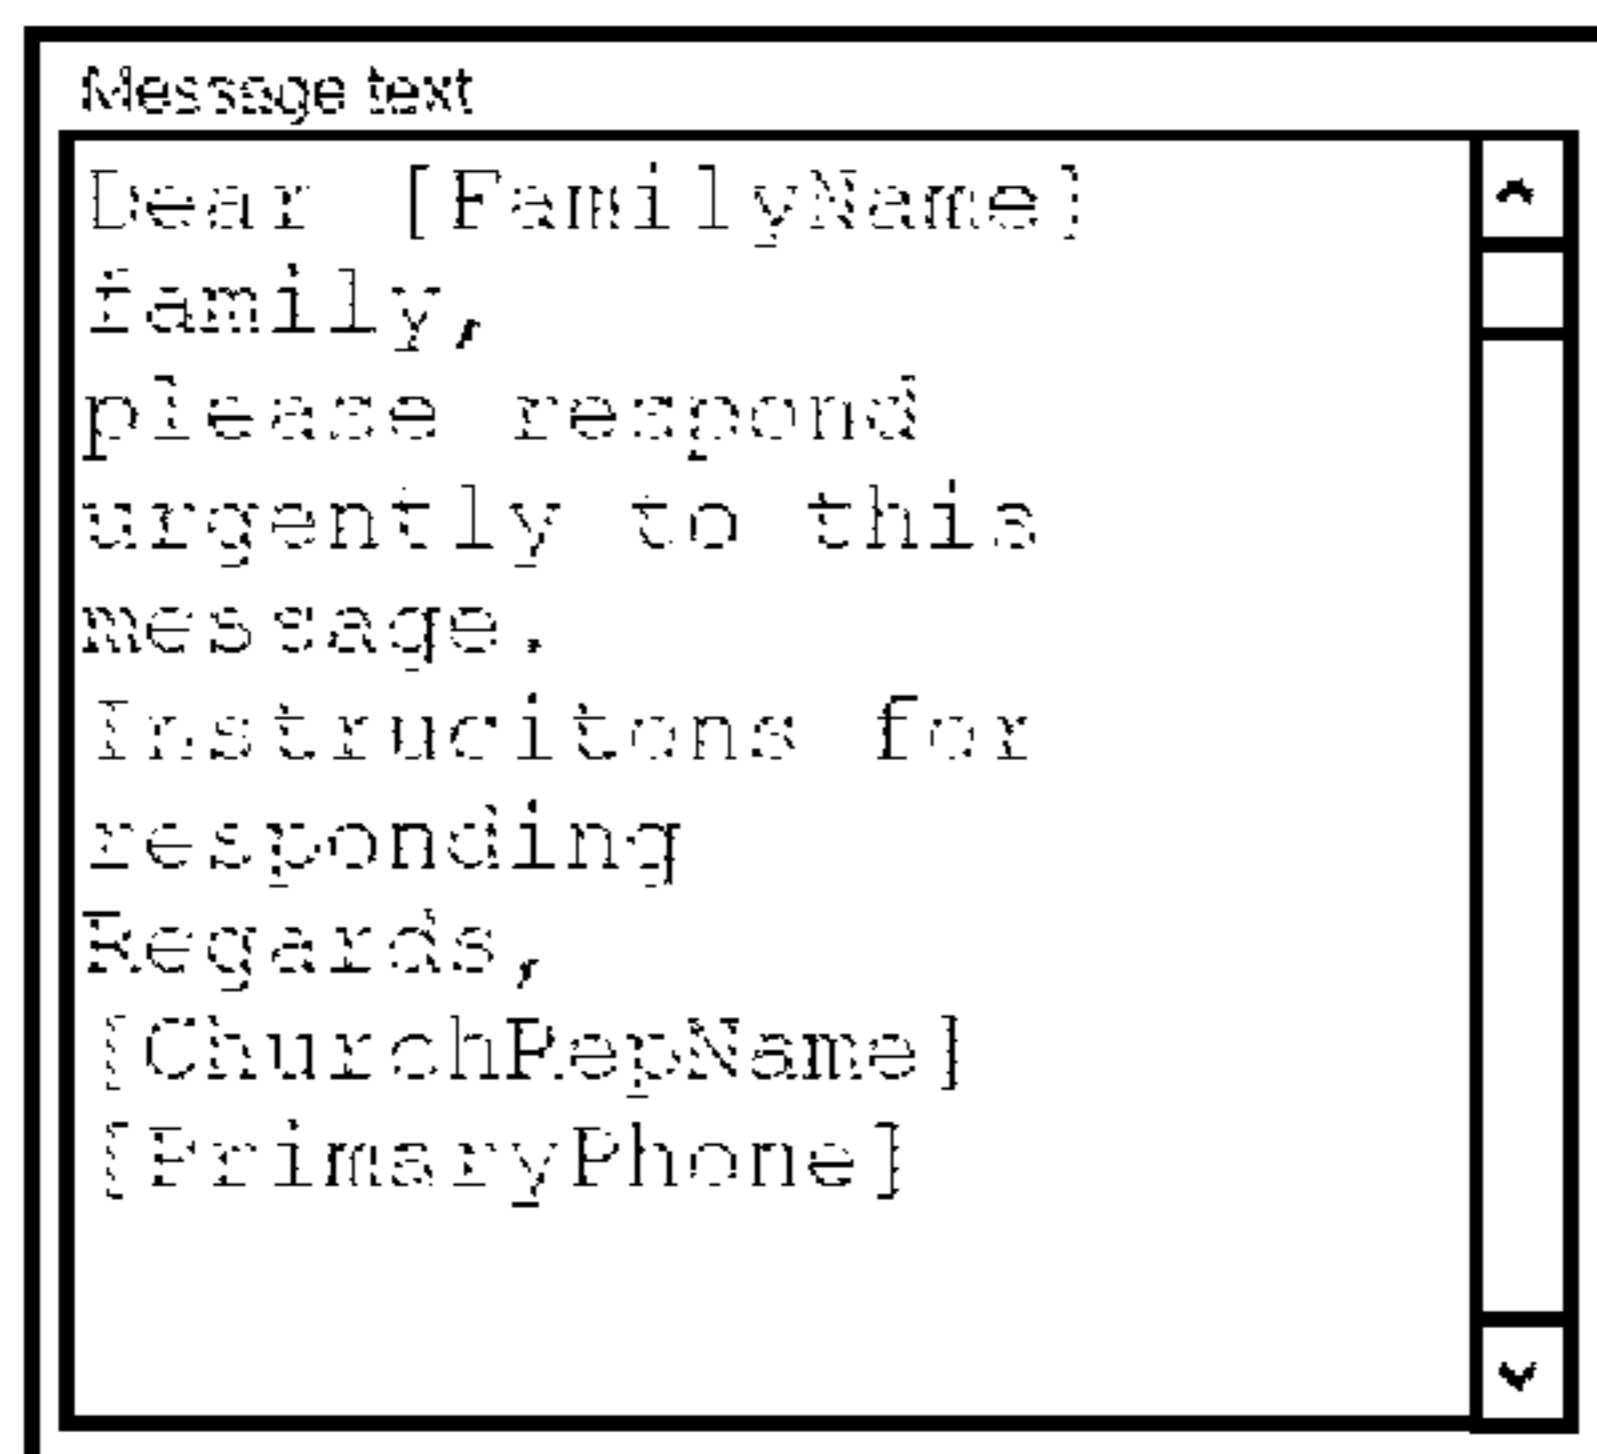 Message text
Dear [FamilyName]
family,
please respond
urgently to this
message.
Instrucitons for
responding
Regards,
[ChurchRepName]
[PrimaryPhone]